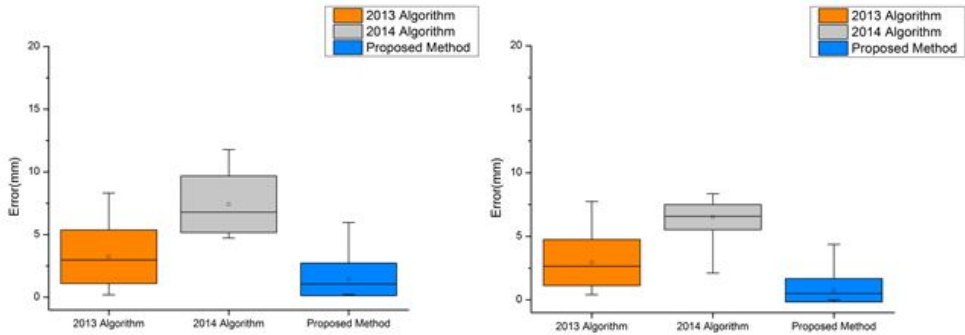 2013 Algorithm
2014 Algorithm
Proposed Method
20
15
10
5
0
Error(mm)
2013 Algorithm 2014 Algorithm Proposed Method
2013 Algorithm
2014 Algorithm
Proposed Method
20
15
10
5
0
Error(mm)
2013 Algorithm 2014 Algorithm Proposed Method